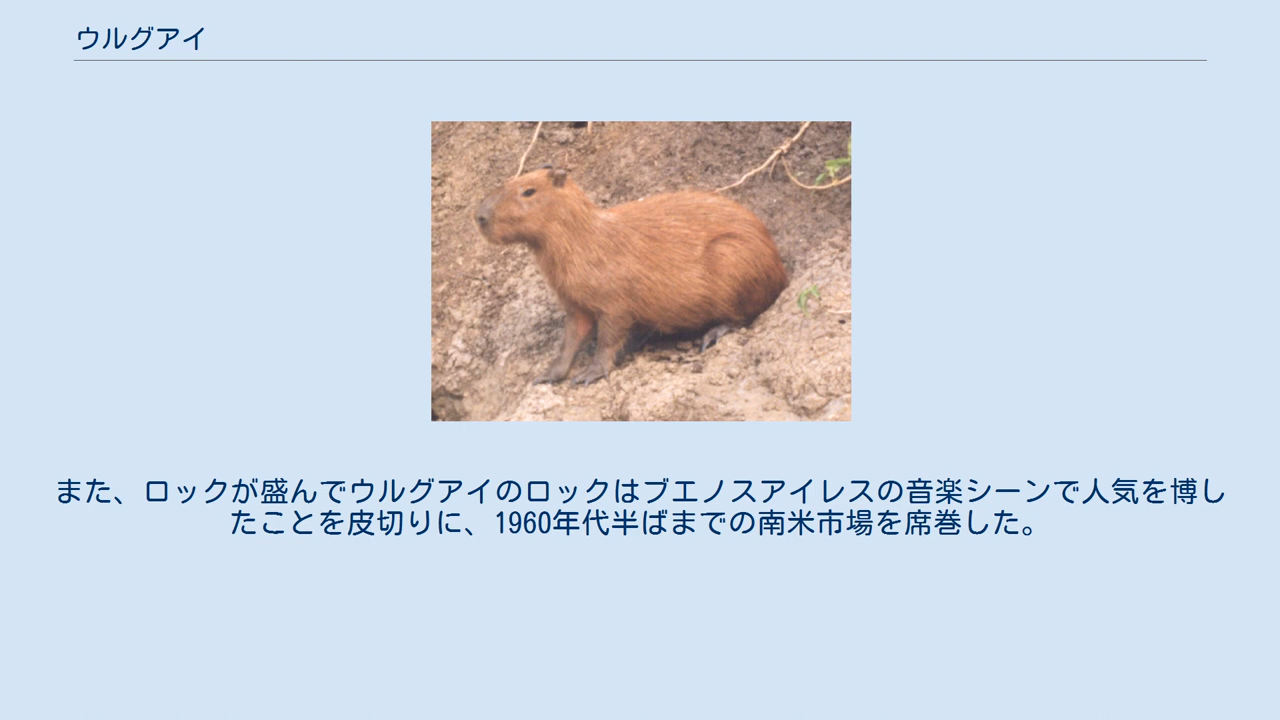 ウルグアイ
また、ロックが盛んでウルグアイのロックはブエノスアイレスの音楽シーンで人気を博し
たことを皮切りに、1960年代半ばまでの南米市場を席巻した。